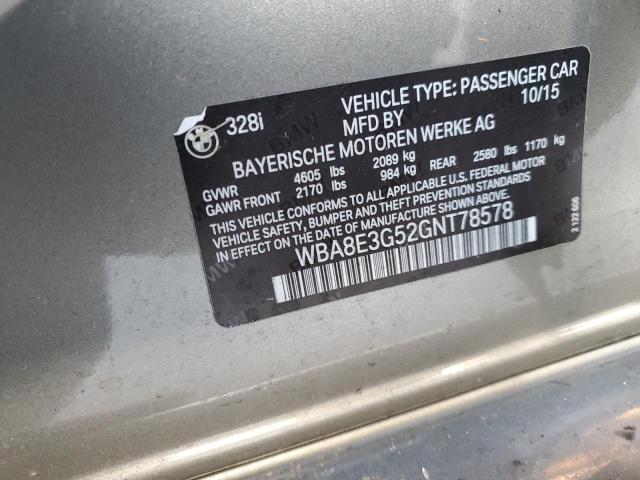 VEHICLE TYPE: PASSENGER CAR
328i MFD BY 10/15
BAYERISCHE MOTOREN WERKE AG
GVWR 4605 lbs 2089 kg
GAWR FRONT 2170 lbs 984 kg REAR 2580 lbs 1170 kg
THIS VEHICLE CONFORMS TO ALL APPLICABLE U.S. FEDERAL MOTOR
VEHICLE SAFETY, BUMPER AND THEFT PREVENTION STANDARDS
IN EFFECT ON DATE OF MANUFACTURE SHOWN ABOVE.
WBA8E3G52GNT78578
2 122 606
BMW